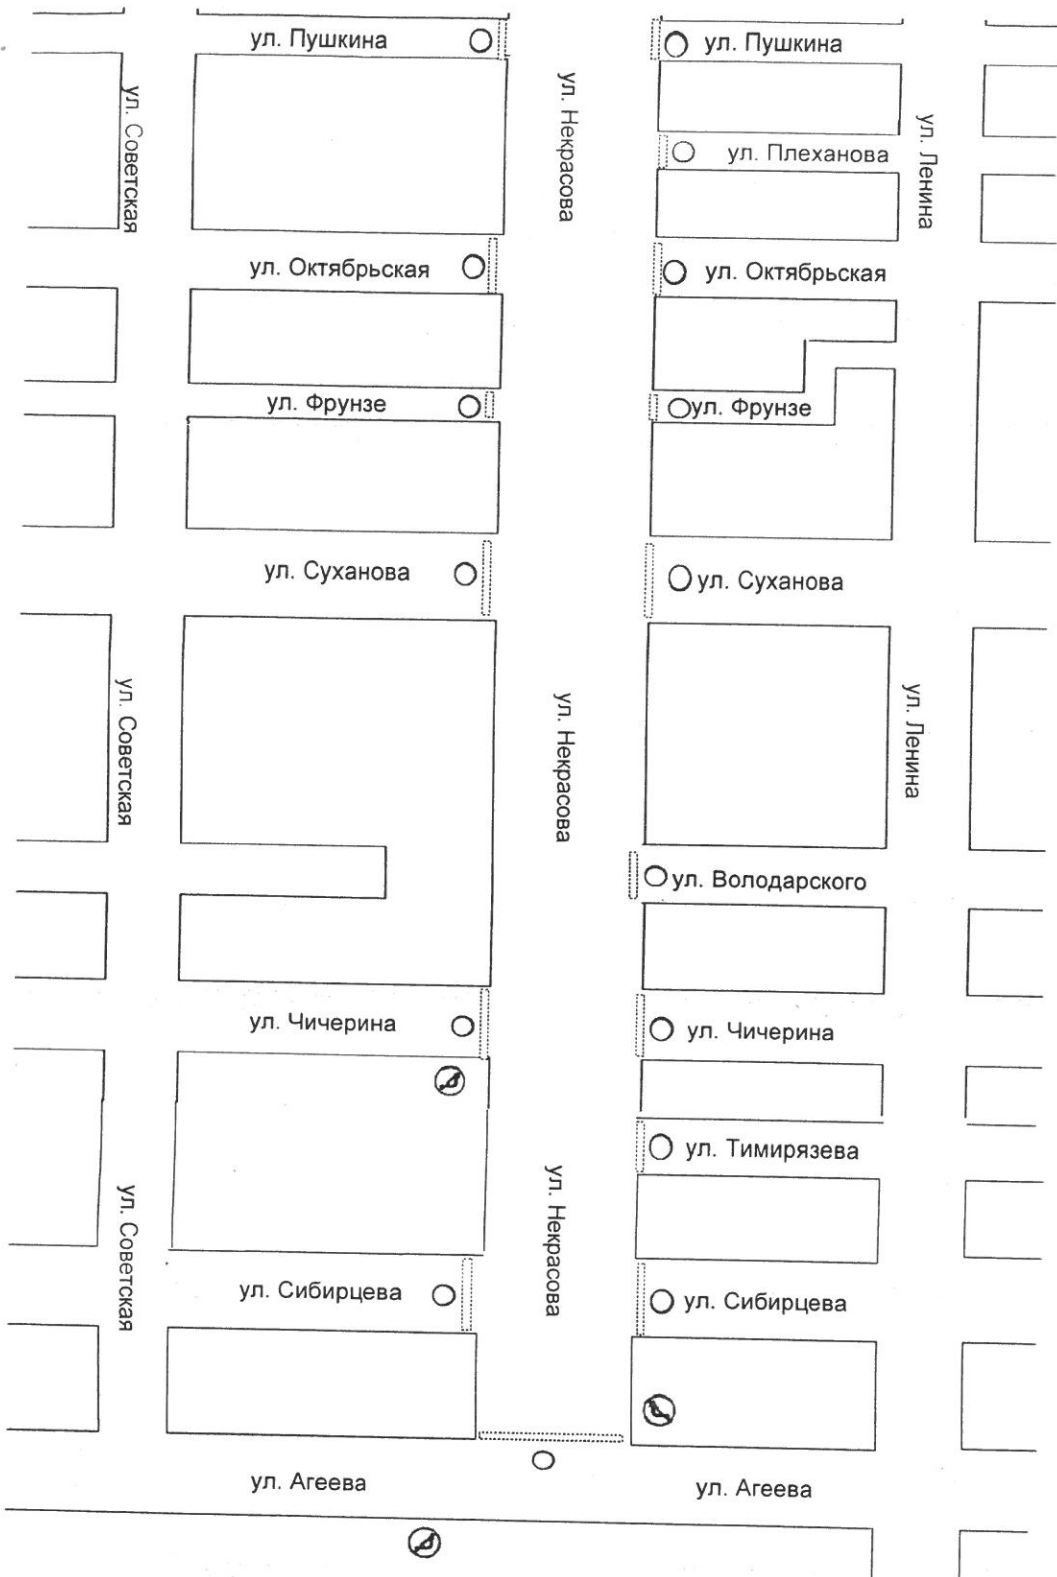 ул. Пушкина
ул. Пушкина
ул. Советская
ул. Некрасова
ул. Ленина
ул. Плеханова
ул. Октябрьская
ул. Октябрьская
ул. Фрунзе
ул. Фрунзе
ул. Суханова
ул. Суханова
ул. Советская
ул. Некрасова
ул. Ленина
ул. Володарского
ул. Чичерина
ул. Чичерина
ул. Тимирязева
ул. Советская
ул. Некрасова
ул. Сибирцева
ул. Сибирцева
ул. Агеева
ул. Агеева